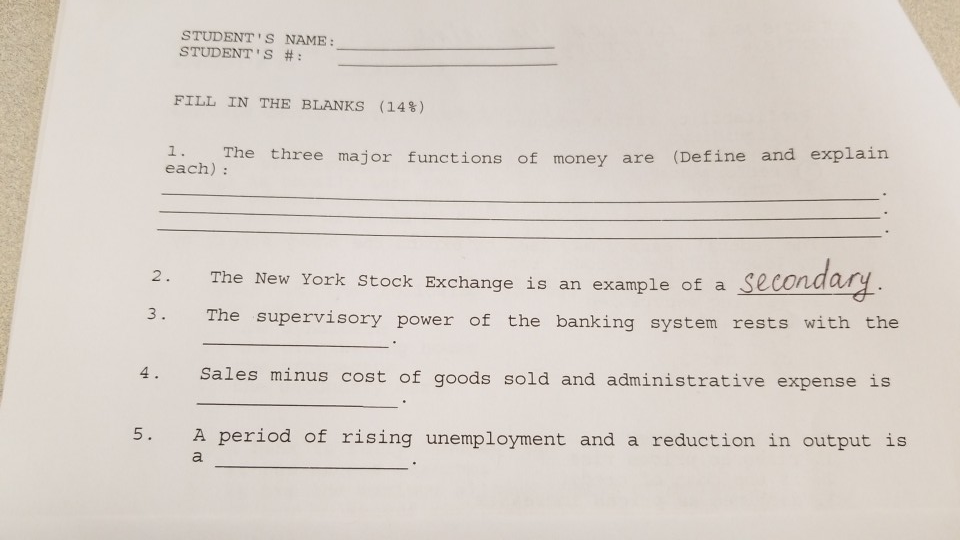 STUDENT'S NAME:
STUDENT'S #:
FILL IN THE BLANKS (14%)
1. The three major functions of money are (Define and explain
each):
.
.
.
2. The New York Stock Exchange is an example of a secondary.
3. The supervisory power of the banking system rests with the
.
4. Sales minus cost of goods sold and administrative expense is
.
5. A period of rising unemployment and a reduction in output is
a .